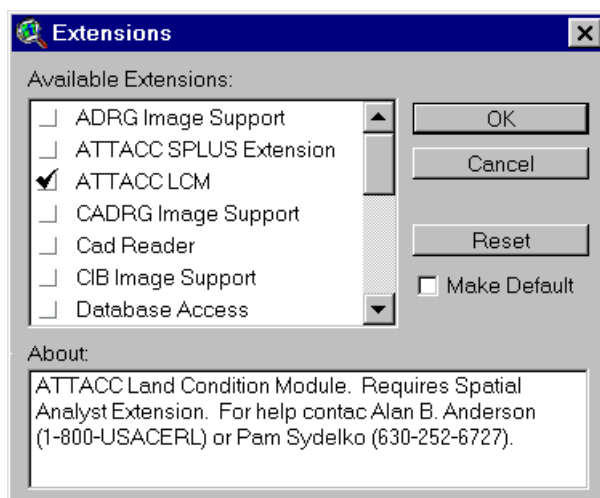 Extensions
Available Extensions:
ADRG Image Support
ATTACC SPLUS Extension
ATTACC LCM
CADRG Image Support
Cad Reader
CIB Image Support
Database Access
OK
Cancel
Reset
Make Default
About:
ATTACC Land Condition Module. Requires Spatial
Analyst Extension. For help contac Alan B. Anderson
(1-800-USACERL) or Pam Sydelko (630-252-6727).